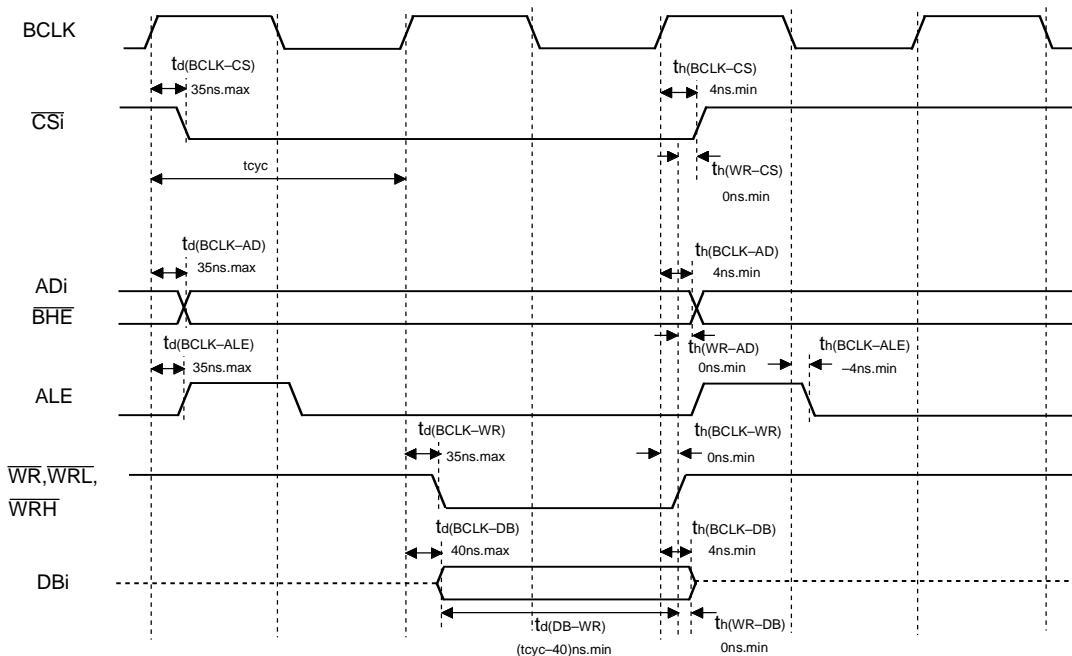 BCLK
td(BCLK–CS)
35ns.max
th(BCLK–CS)
4ns.min
CSi
tcyc
th(WR–CS)
0ns.min
td(BCLK–AD)
35ns.max
th(BCLK–AD)
4ns.min
ADi
BHE
td(BCLK–ALE)
35ns.max
th(WR–AD)
0ns.min
th(BCLK–ALE)
–4ns.min
ALE
td(BCLK–WR)
35ns.max
th(BCLK–WR)
0ns.min
WR,WRL,
WRH
td(BCLK–DB)
40ns.max
th(BCLK–DB)
4ns.min
DBi
td(DB–WR)
(tcyc–40)ns.min
th(WR–DB)
0ns.min